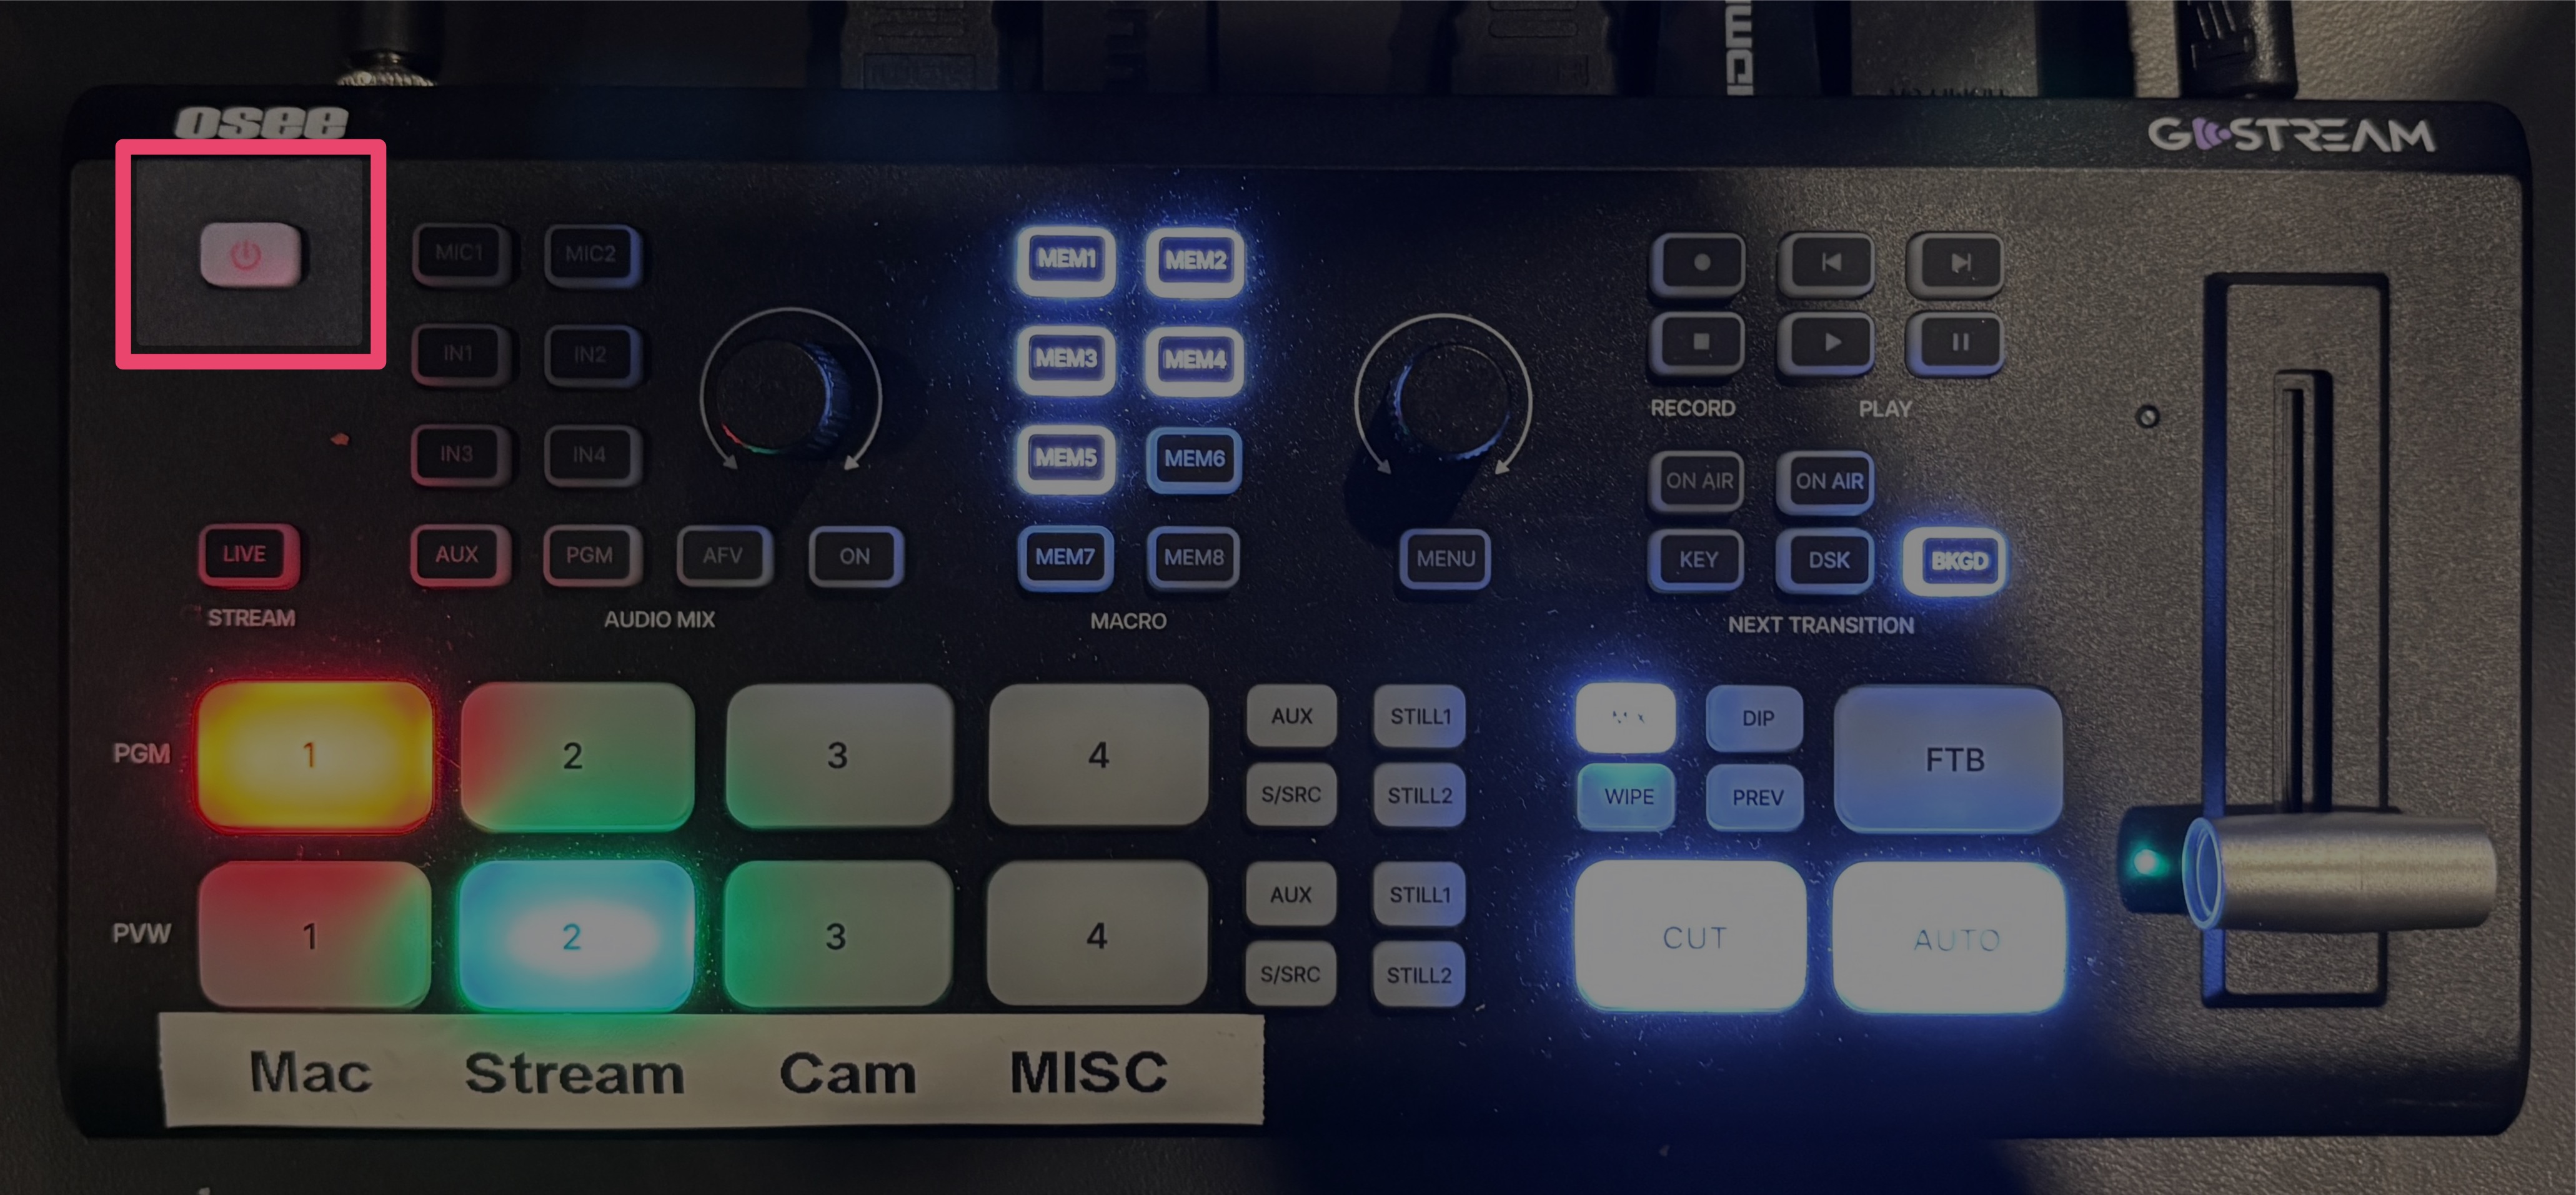 HDMI
osee
GOSTREAM
MIC1 MIC2
MEM1 MEM2
IN1 IN2
MEM3 MEM4
RECORD PLAY
IN3 IN4
MEM5 MEM6
ON AIR ON AIR
LIVE AUX PGM AFV ON
MEM7 MEM8
MENU
KEY DSK BKGD
STREAM AUDIO MIX MACRO NEXT TRANSITION
PGM 1 2 3 4
AUX STILL1
DIP
FTB
S/SRC STILL2
WIPE PREV
PVW 1 2 3 4
AUX STILL1
CUT AUTO
S/SRC STILL2
Mac Stream Cam MISC